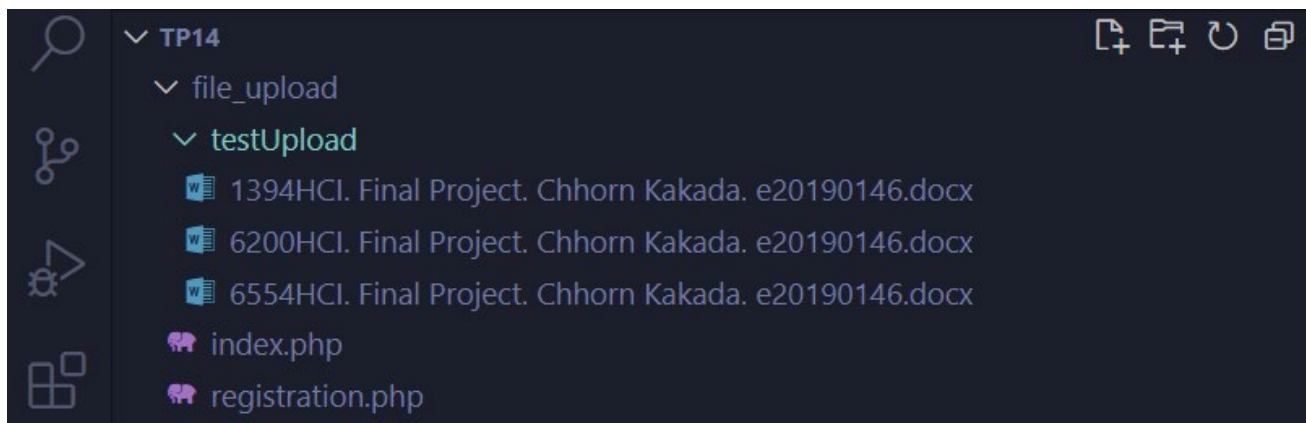 TP14
file_upload
testUpload
1394HCI. Final Project. Chhorn Kakada. e20190146.docx
6200HCI. Final Project. Chhorn Kakada. e20190146.docx
6554HCI. Final Project. Chhorn Kakada. e20190146.docx
index.php
registration.php